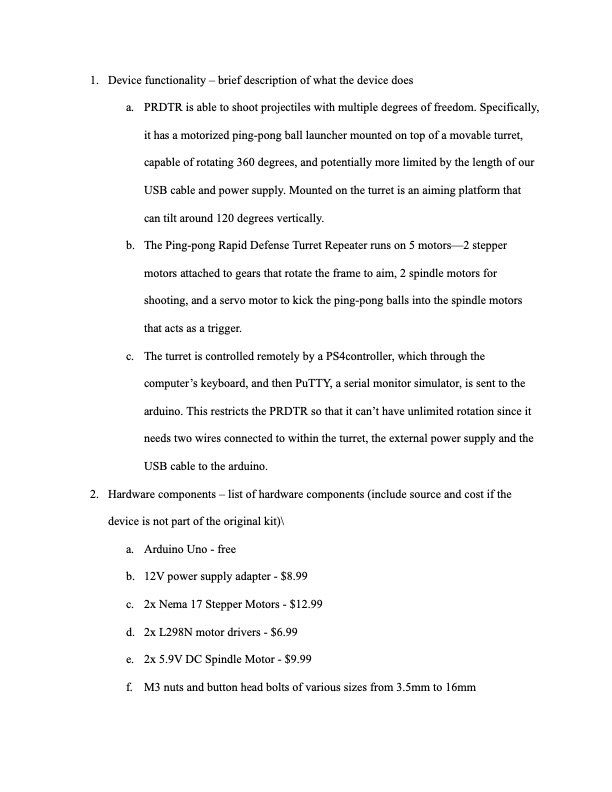 1. Device functionality – brief description of what the device does
a. PRDTR is able to shoot projectiles with multiple degrees of freedom. Specifically,
it has a motorized ping-pong ball launcher mounted on top of a movable turret,
capable of rotating 360 degrees, and potentially more limited by the length of our
USB cable and power supply. Mounted on the turret is an aiming platform that
can tilt around 120 degrees vertically.
b. The Ping-pong Rapid Defense Turret Repeater runs on 5 motors—2 stepper
motors attached to gears that rotate the frame to aim, 2 spindle motors for
shooting, and a servo motor to kick the ping-pong balls into the spindle motors
that acts as a trigger.
c. The turret is controlled remotely by a PS4controller, which through the
computer’s keyboard, and then PuTTY, a serial monitor simulator, is sent to the
arduino. This restricts the PRDTR so that it can’t have unlimited rotation since it
needs two wires connected to within the turret, the external power supply and the
USB cable to the arduino.
2. Hardware components – list of hardware components (include source and cost if the
device is not part of the original kit)\
a. Arduino Uno - free
b. 12V power supply adapter - $8.99
c. 2x Nema 17 Stepper Motors - $12.99
d. 2x L298N motor drivers - $6.99
e. 2x 5.9V DC Spindle Motor - $9.99
f. M3 nuts and button head bolts of various sizes from 3.5mm to 16mm